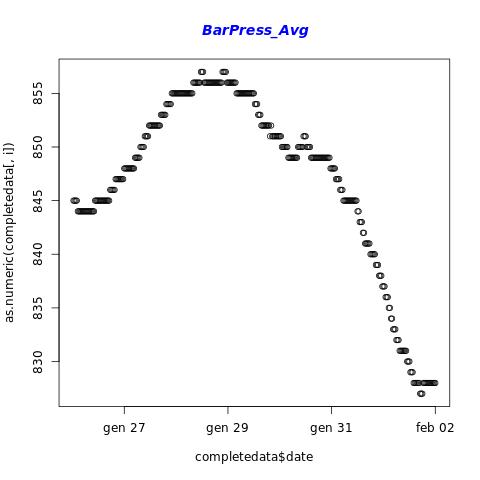 BarPress_Avg
as.numeric(completedata[, i])
855
850
845
840
835
830
gen 27
gen 29
gen 31
feb 02
completedata$date